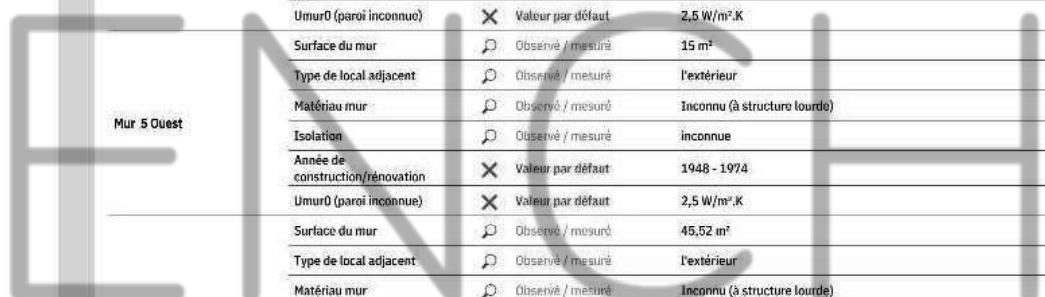 Umur0 (paroi inconnue) Valeur par défaut 2,5 W/m².K
Surface du mur Observé / mesuré 15 m²
Type de local adjacent Observé / mesuré l'extérieur
Matériau mur Observé / mesuré Inconnu (à structure lourde)
Mur 5 Ouest
Isolation Observé / mesuré inconnue
Année de
construction/rénovation Valeur par défaut 1948 - 1974
Umur0 (paroi inconnue) Valeur par défaut 2,5 W/m².K
Surface du mur Observé / mesuré 45,52 m²
Type de local adjacent Observé / mesuré l'extérieur
Matériau mur Observé / mesuré Inconnu (à structure lourde)
ENCH